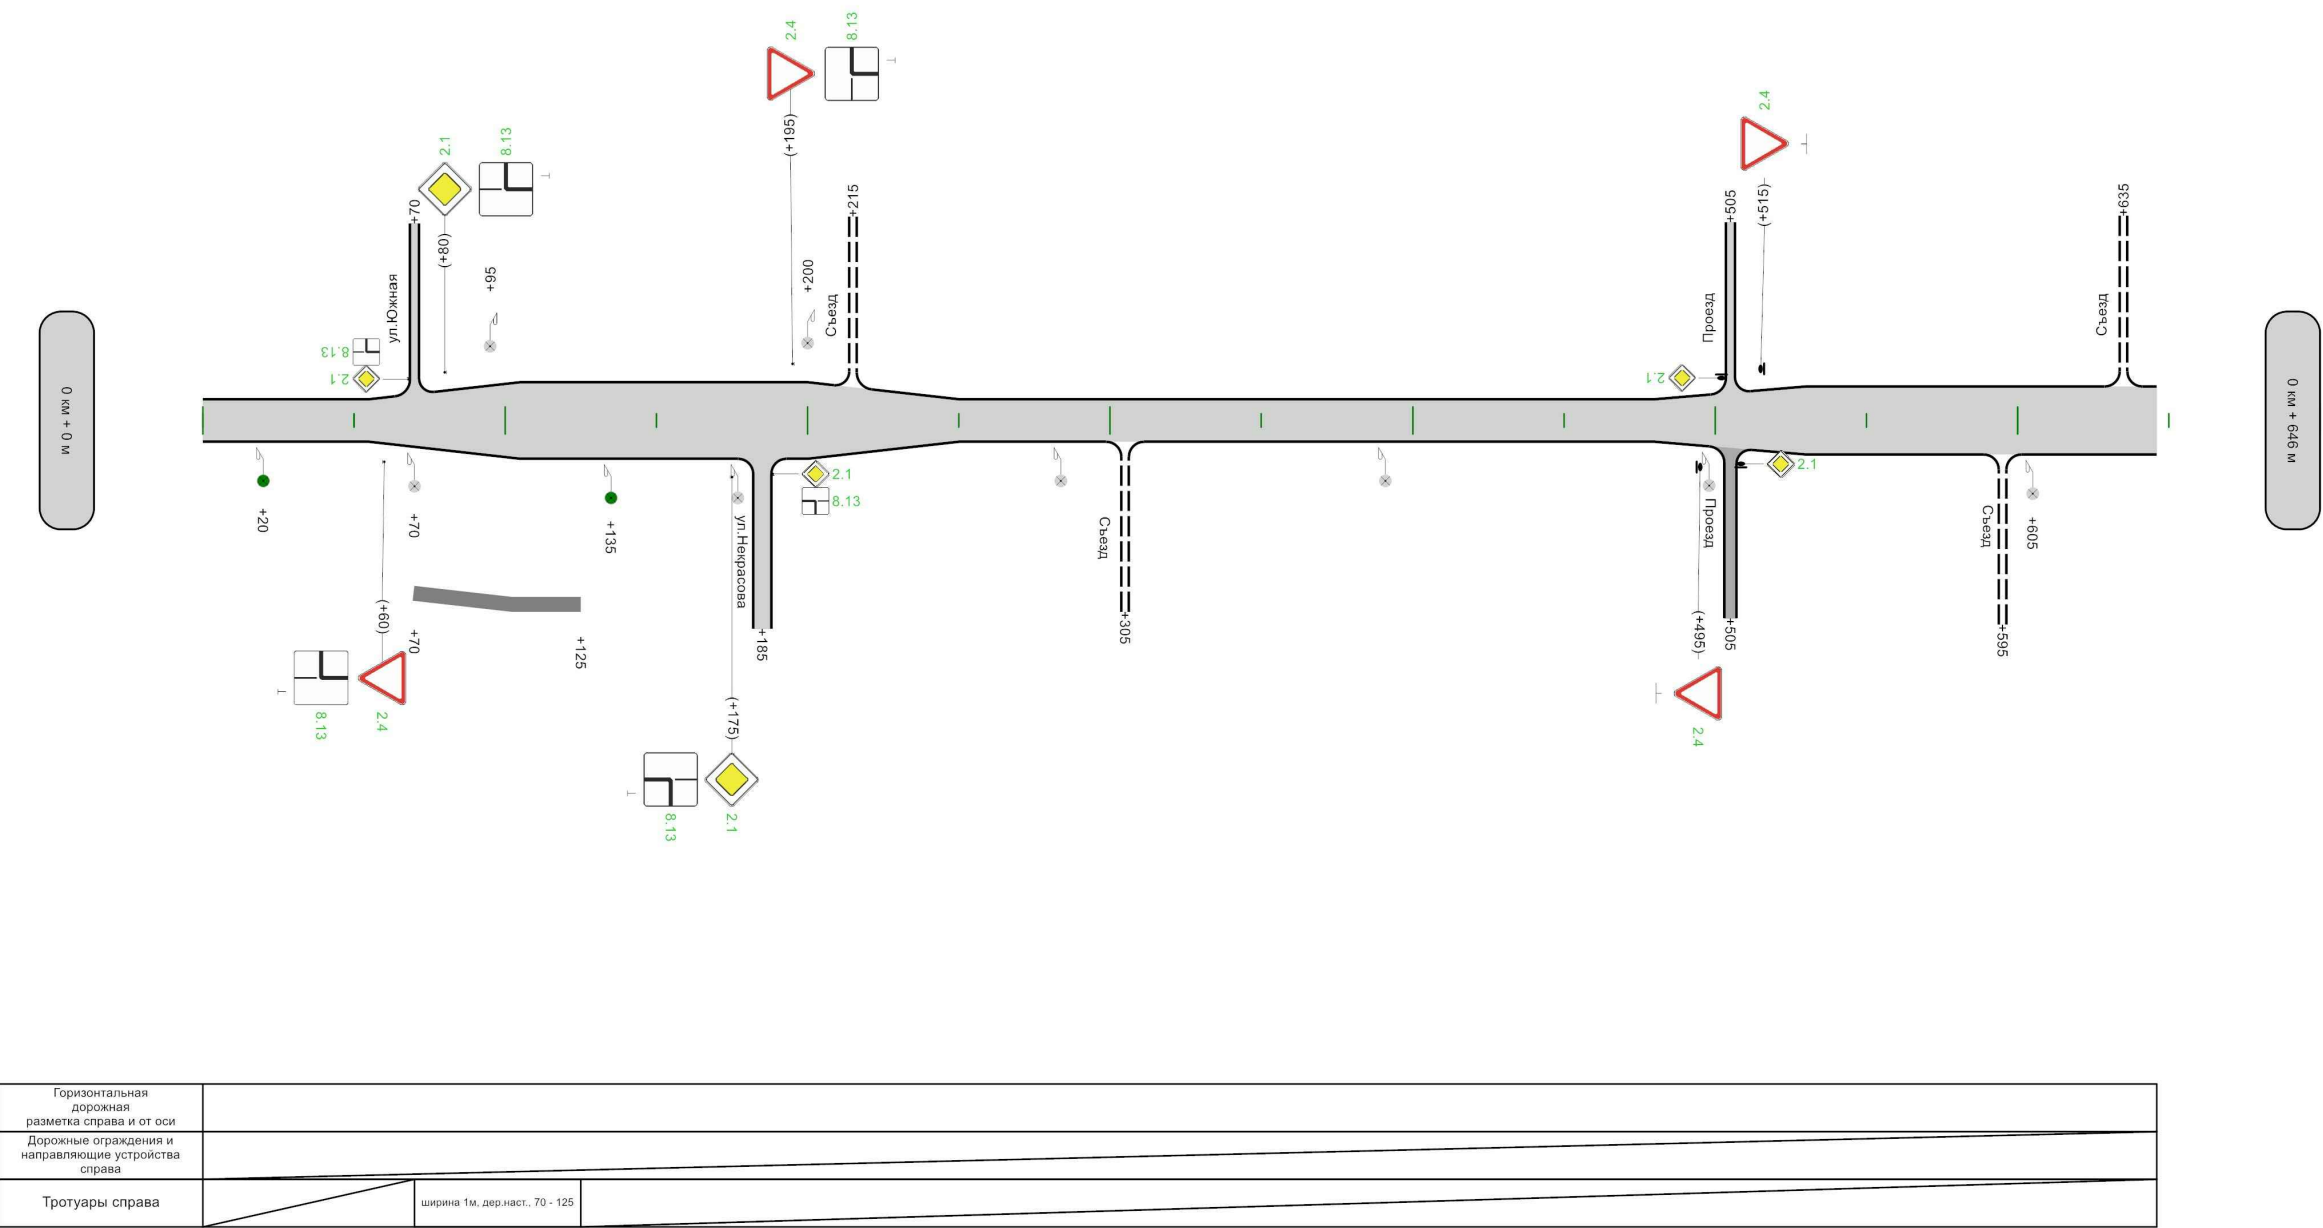 2.4
8.13
(+195)
2.4
2.1
8.13
+70
(+80)
+95
+200
+215
+505
(+515)
+635
ул.Южная
Съезд
Проезд
Съезд
8.13
2.1
2.1
0 км + 0 м
0 км + 646 м
2.1
8.13
2.1
+20
+70
+135
ул.Некрасова
Съезд
Проезд
Съезд
+605
(+60)
+70
+125
+185
+305
(+495)
+505
+595
8.13
2.4
(+175)
2.4
8.13
2.1
Горизонтальная
дорожная
разметка справа и от оси
Дорожные ограждения и
направляющие устройства
справа
Тротуары справа
ширина 1м, дер.наст., 70 - 125